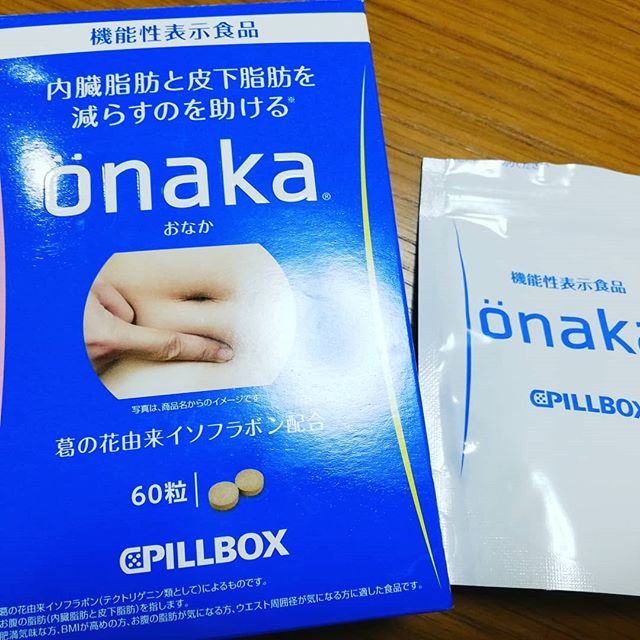 機能性表示食品
内臓脂肪と皮下脂肪を
減らすのを助ける※
önaka®
おなか
写真は、商品名からのイメージです
葛の花由来イソフラボン配合
60粒
PILLBOX
葛の花由来イソフラボン(テクトリゲニン類として)によるものです。
お腹の脂肪(内臓脂肪と皮下脂肪)を指します。
肥満気味な方、BMIが高めの方、お腹の脂肪が気になる方、ウエスト周囲径が気になる方に適した食品です。
機能性表示食品
önaka
PILLBOX